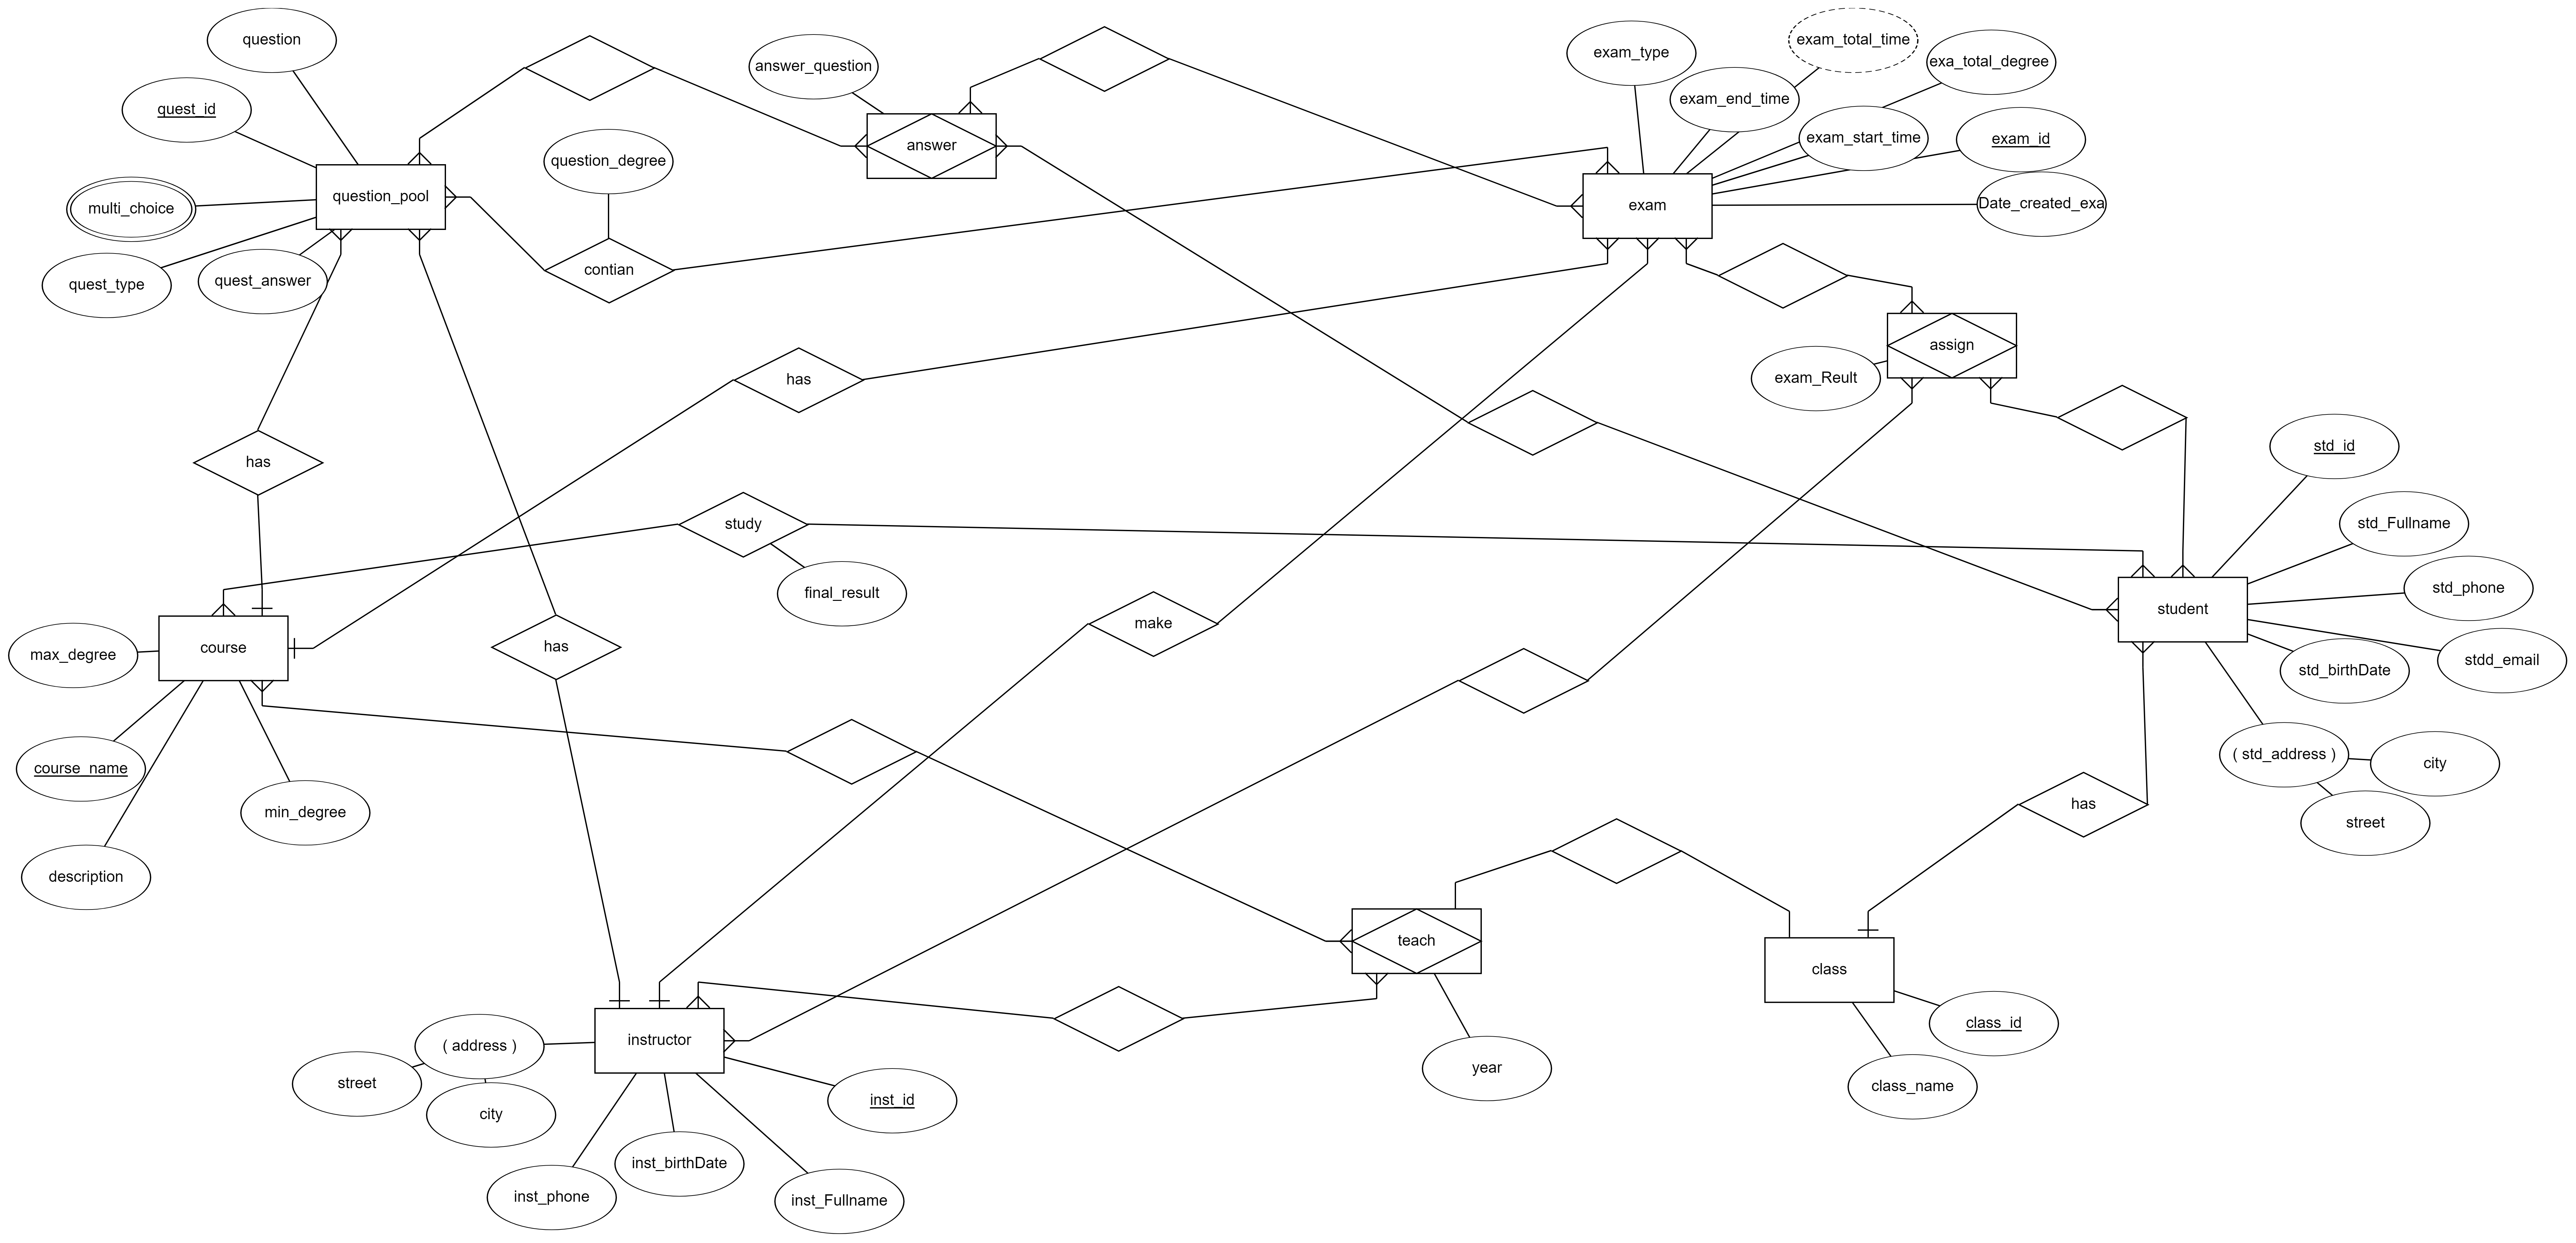 question
exam_total_time
exam_type
answer_question
exa_total_degree
exam_end_time
quest_id
exam_start_time
exam_id
answer
question_degree
question_pool
multi_choice
exam
Date_created_exa
contian
quest_type
quest_answer
assign
exam_Reult
has
std_id
has
study
std_Fullname
final_result
std_phone
make
student
course
has
max_degree
stdd_email
std_birthDate
( std_address )
city
course_name
has
min_degree
street
description
teach
class
class_id
instructor
( address )
year
street
class_name
inst_id
city
inst_birthDate
inst_phone
inst_Fullname